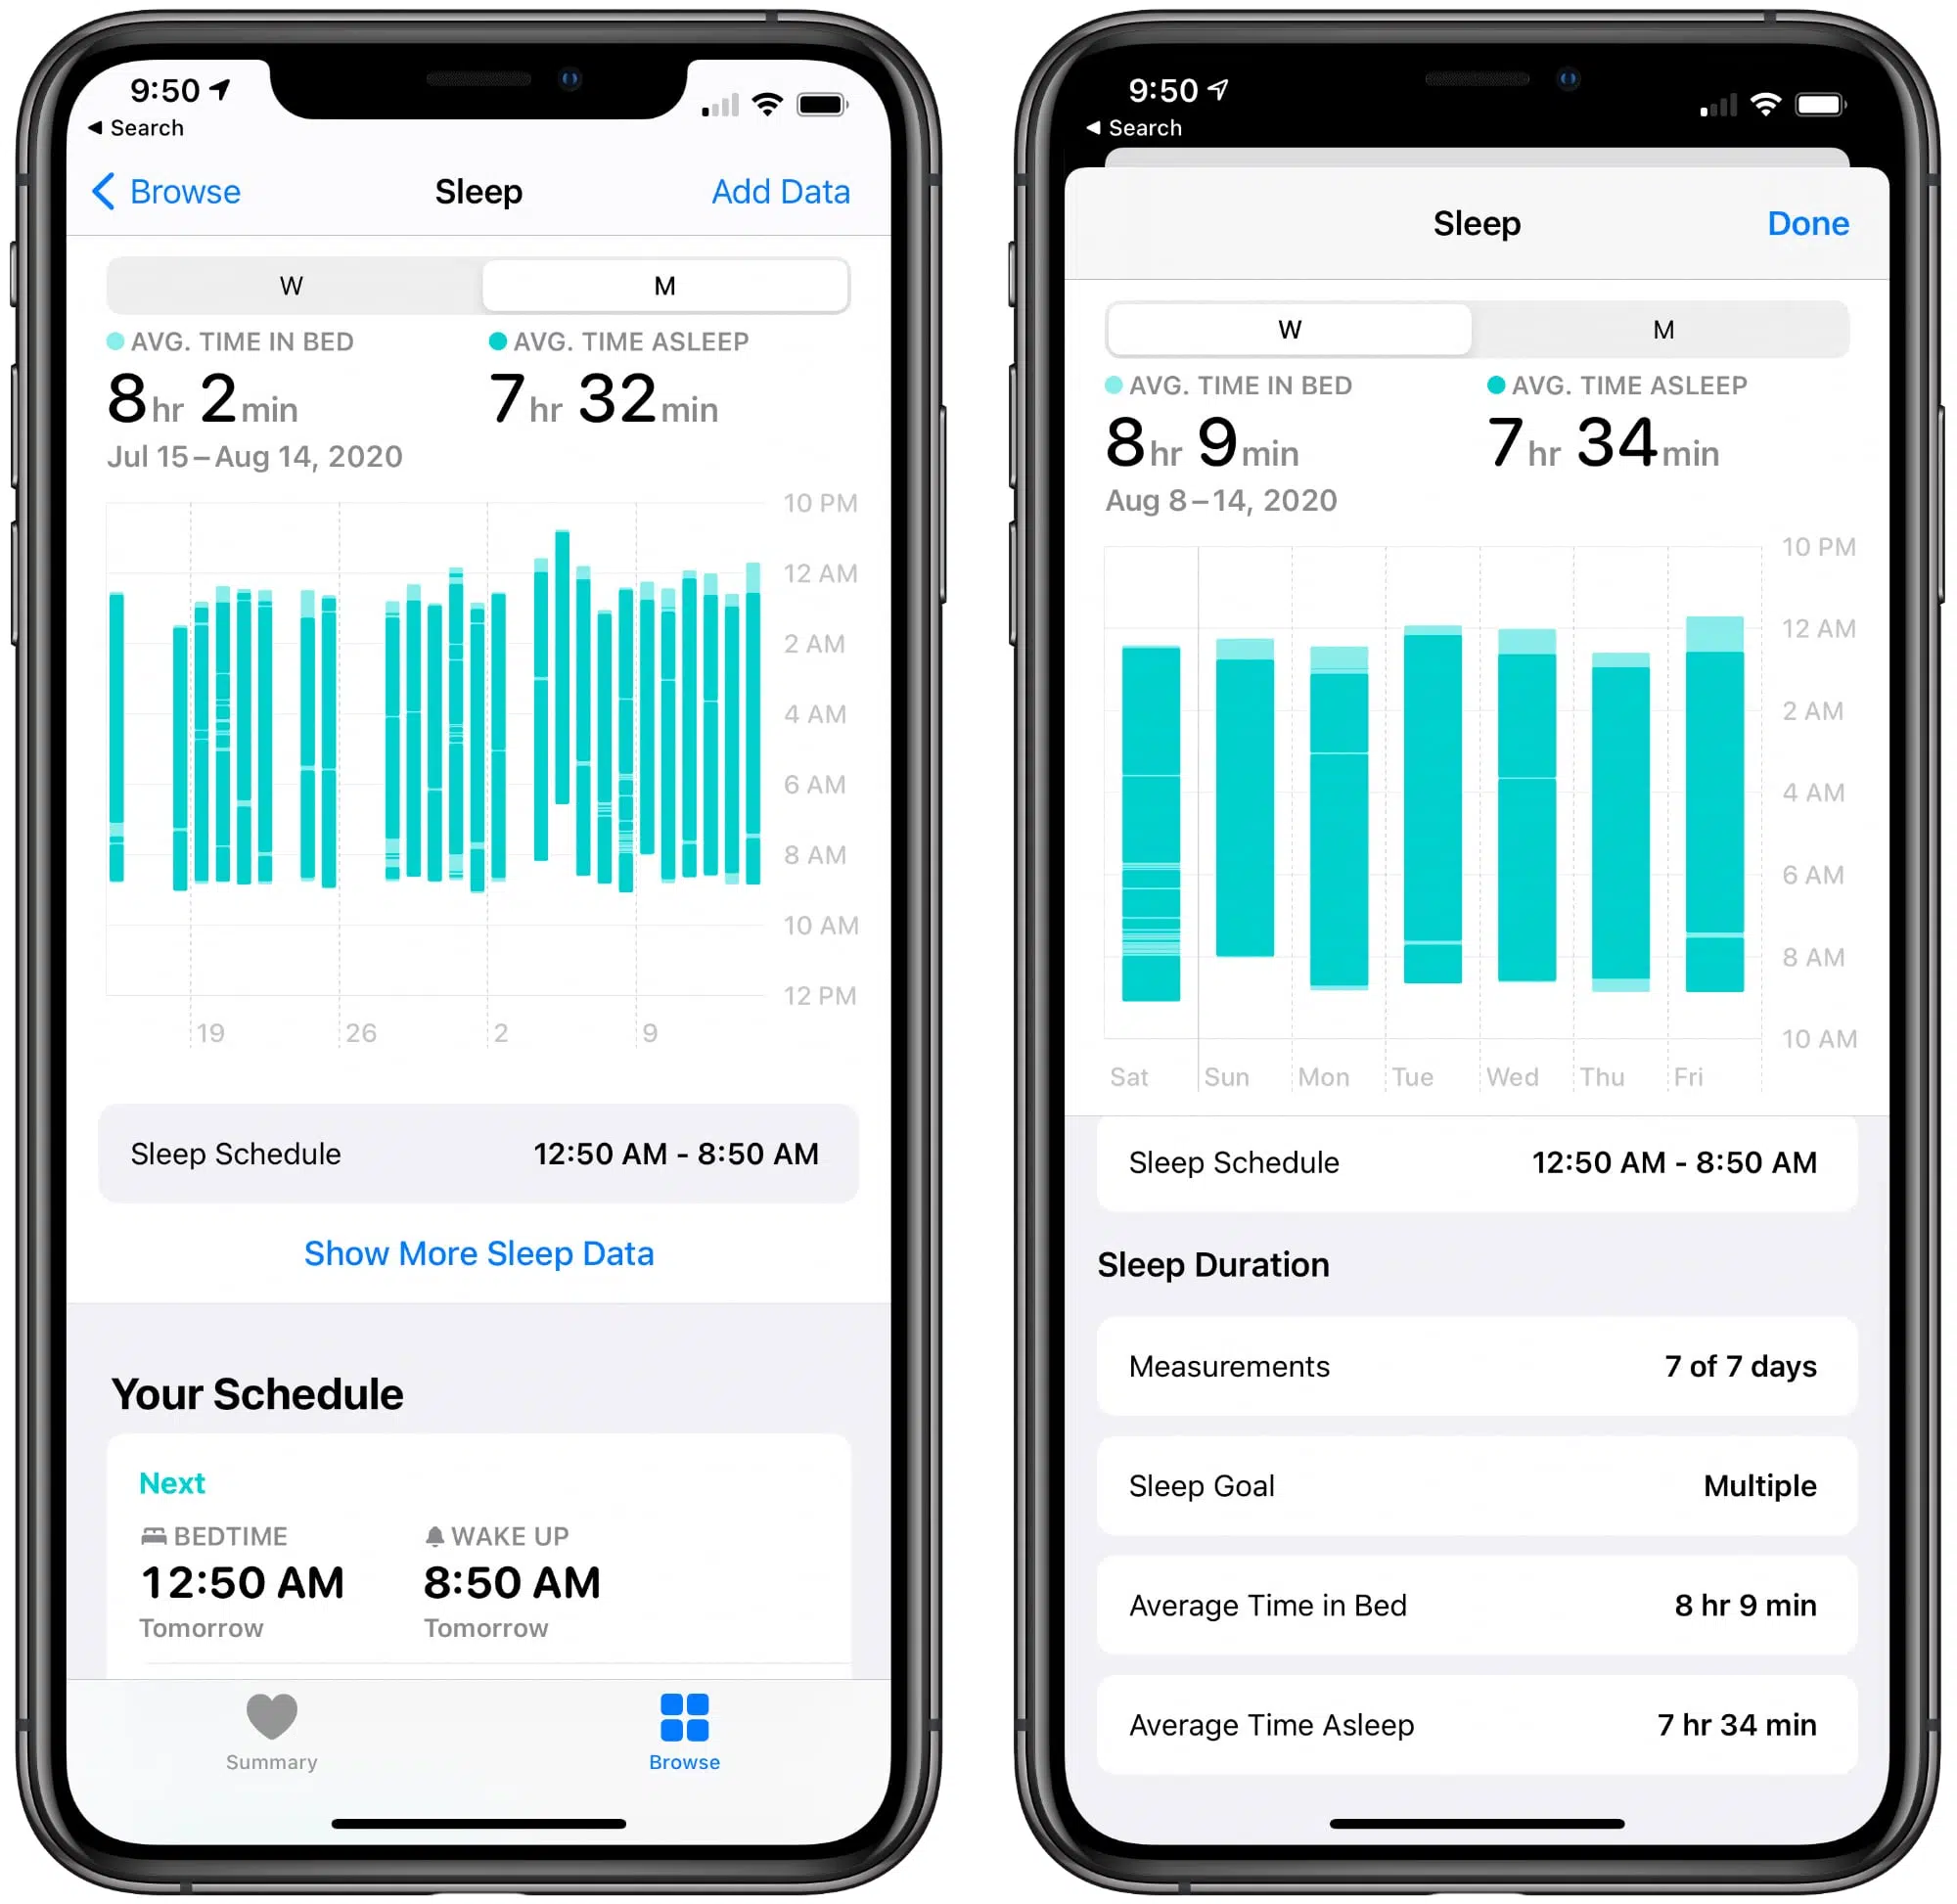 9:50
Search
Browse
Sleep
Add Data
W
M
AVG. TIME IN BED
AVG. TIME ASLEEP
8 hr 2 min
7 hr 32 min
Jul 15–Aug 14, 2020
10 PM
12 AM
2 AM
4 AM
6 AM
8 AM
10 AM
12 PM
19
26
2
9
Sleep Schedule
12:50 AM - 8:50 AM
Show More Sleep Data
Your Schedule
Next
BEDTIME
WAKE UP
12:50 AM
8:50 AM
Tomorrow
Tomorrow
Summary
Browse
9:50
Search
Sleep
Done
W
M
AVG. TIME IN BED
AVG. TIME ASLEEP
8 hr 9 min
7 hr 34 min
Aug 8–14, 2020
10 PM
12 AM
2 AM
4 AM
6 AM
8 AM
10 AM
Sat
Sun
Mon
Tue
Wed
Thu
Fri
Sleep Schedule
12:50 AM - 8:50 AM
Sleep Duration
Measurements
7 of 7 days
Sleep Goal
Multiple
Average Time in Bed
8 hr 9 min
Average Time Asleep
7 hr 34 min